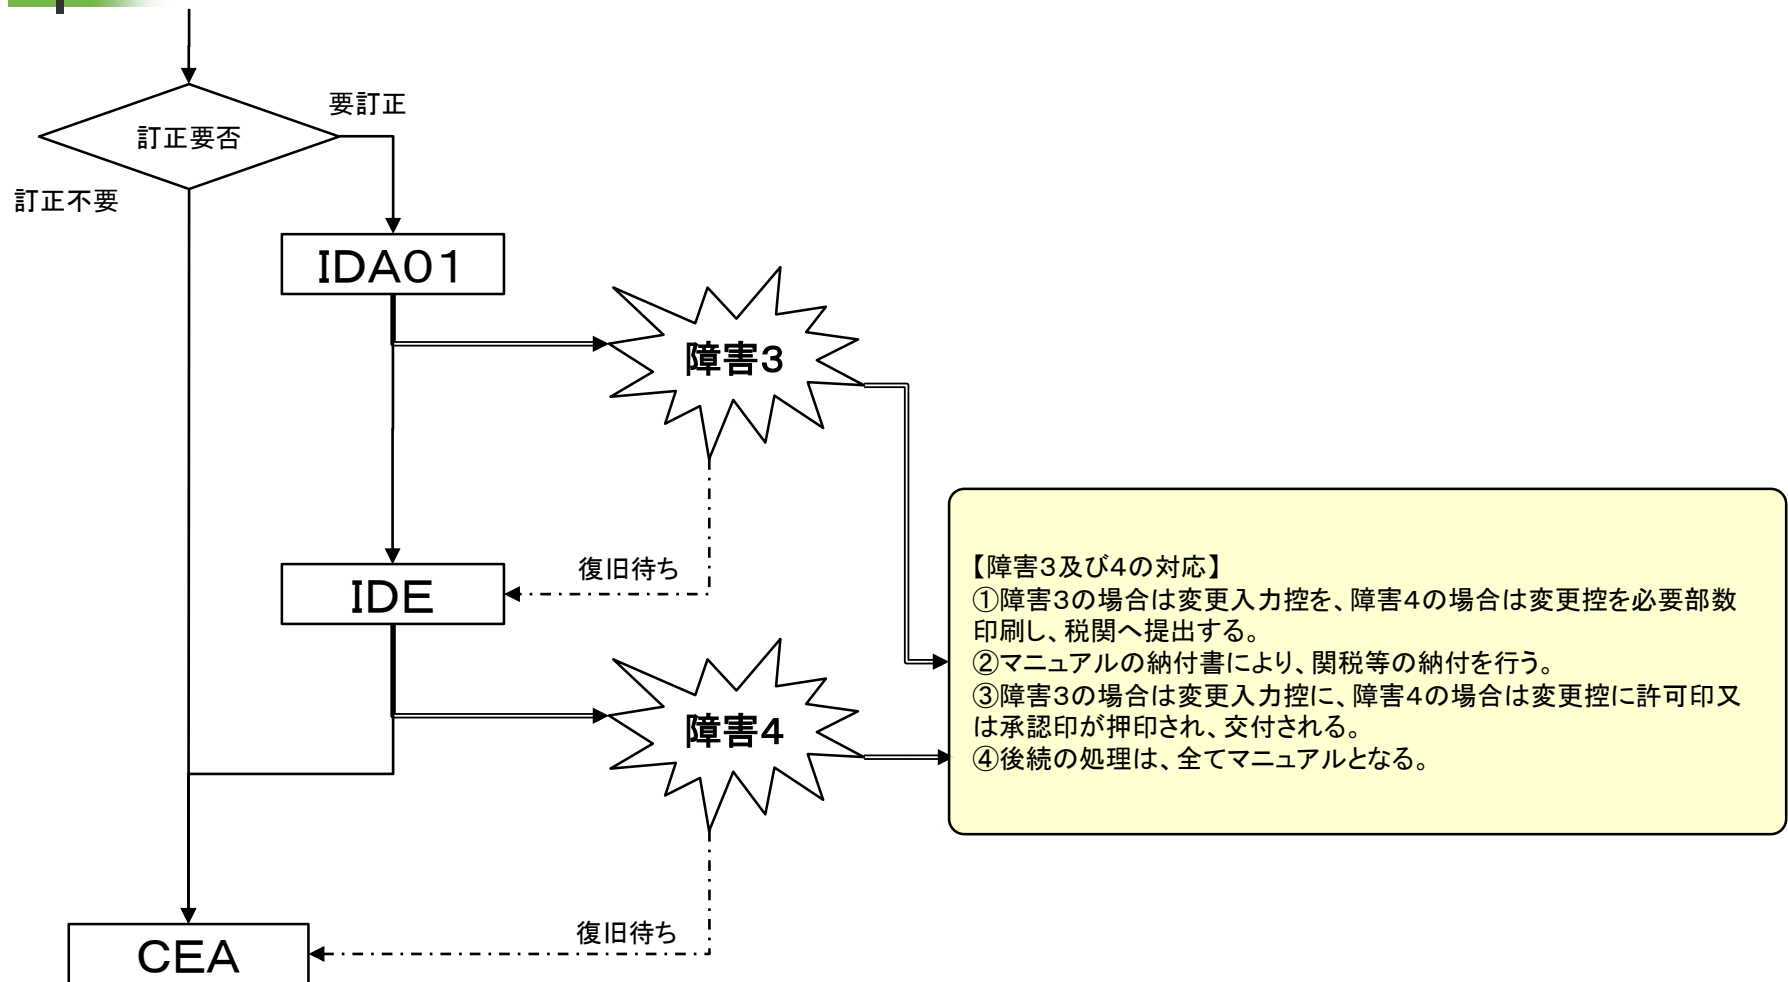 要訂正
訂正要否
訂正不要
IDA01
障害3
復旧待ち
IDE
【障害3及び4の対応】
①障害3の場合は変更入力控を、障害4の場合は変更控を必要部数
印刷し、税関へ提出する。
②マニュアルの納付書により、関税等の納付を行う。
③障害3の場合は変更入力控に、障害4の場合は変更控に許可印又
は承認印が押印され、交付される。
④後続の処理は、全てマニュアルとなる。
障害4
復旧待ち
CEA